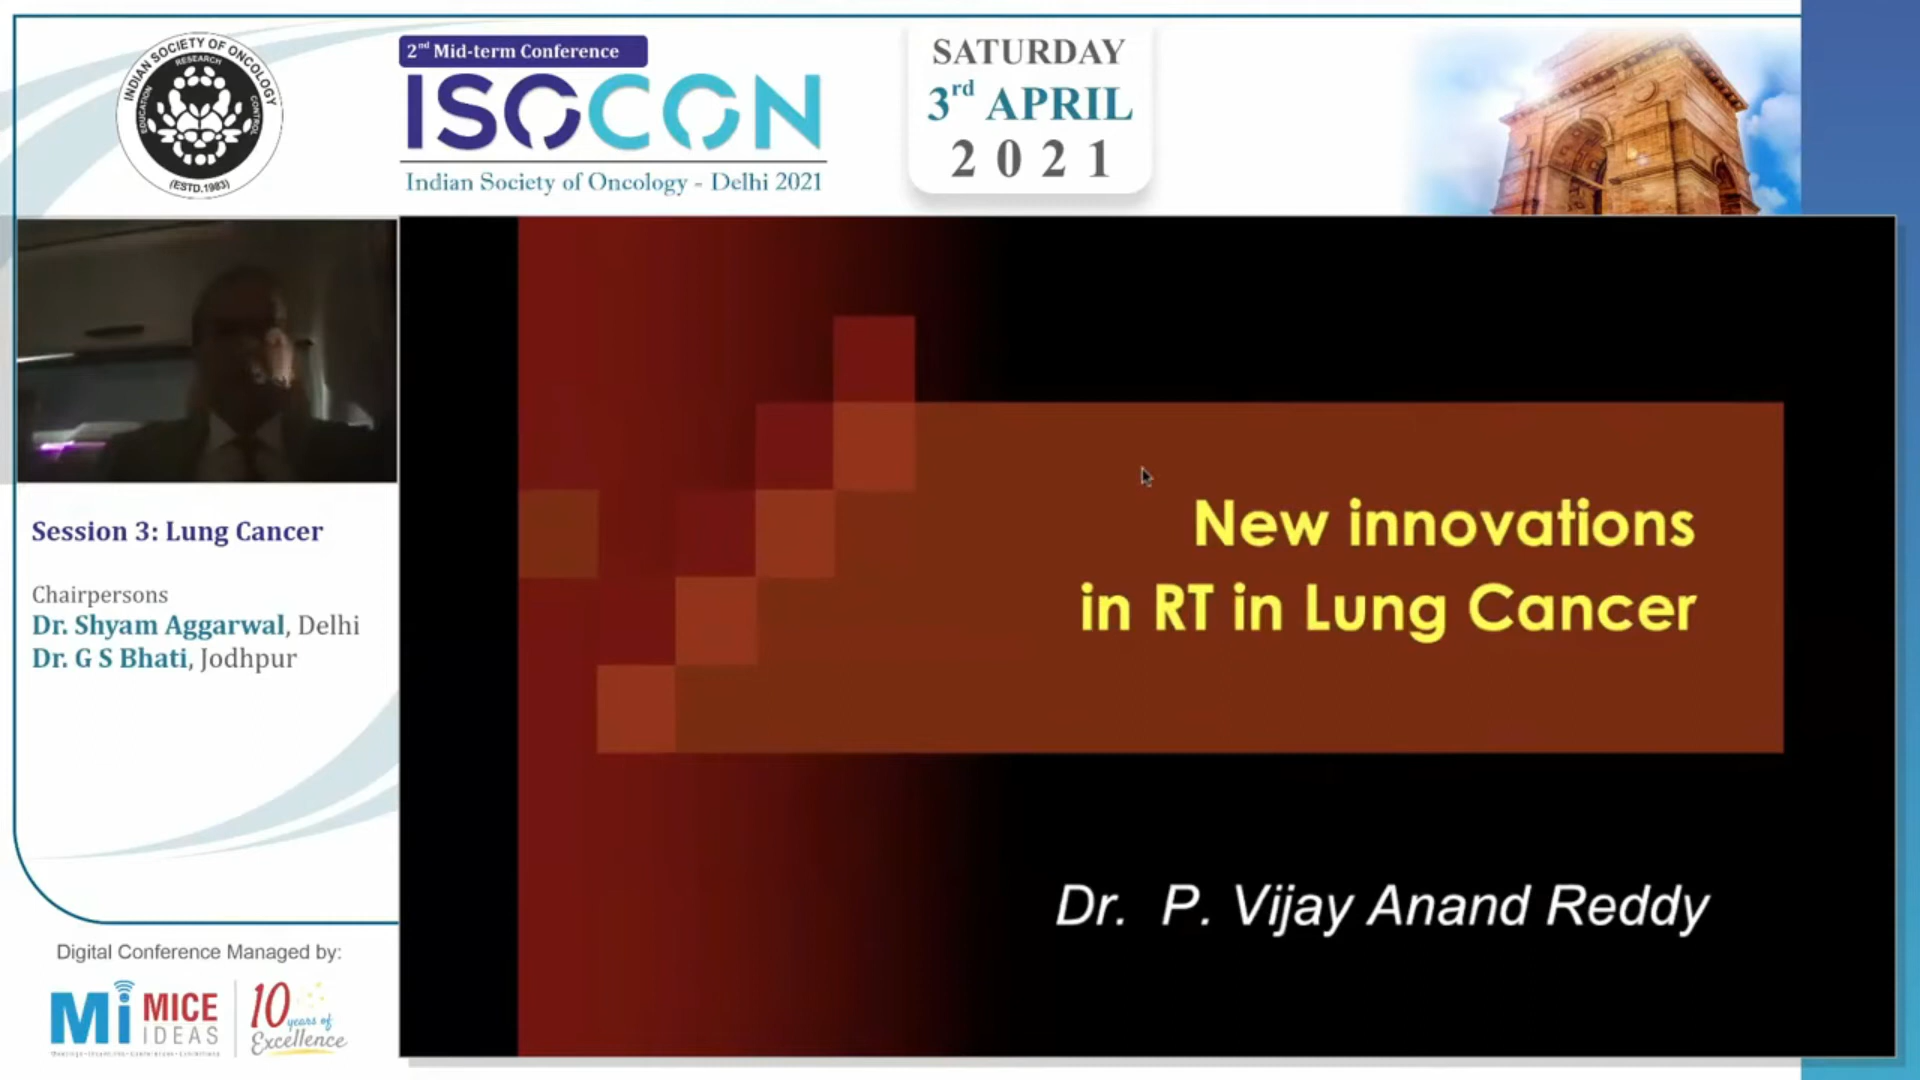 INDIAN SOCIETY OF ONCOLOGY
RESEARCH
EDUCATION
CONTROL
(ESTD.1983)
2nd Mid-term Conference
ISOCON
Indian Society of Oncology - Delhi 2021
SATURDAY
3rd APRIL
2021
Session 3: Lung Cancer
Chairpersons
Dr. Shyam Aggarwal, Delhi
Dr. G S Bhati, Jodhpur
Digital Conference Managed by:
Mi MICE
IDEAS
10
years of
Excellence
New innovations
in RT in Lung Cancer
Dr. P. Vijay Anand Reddy